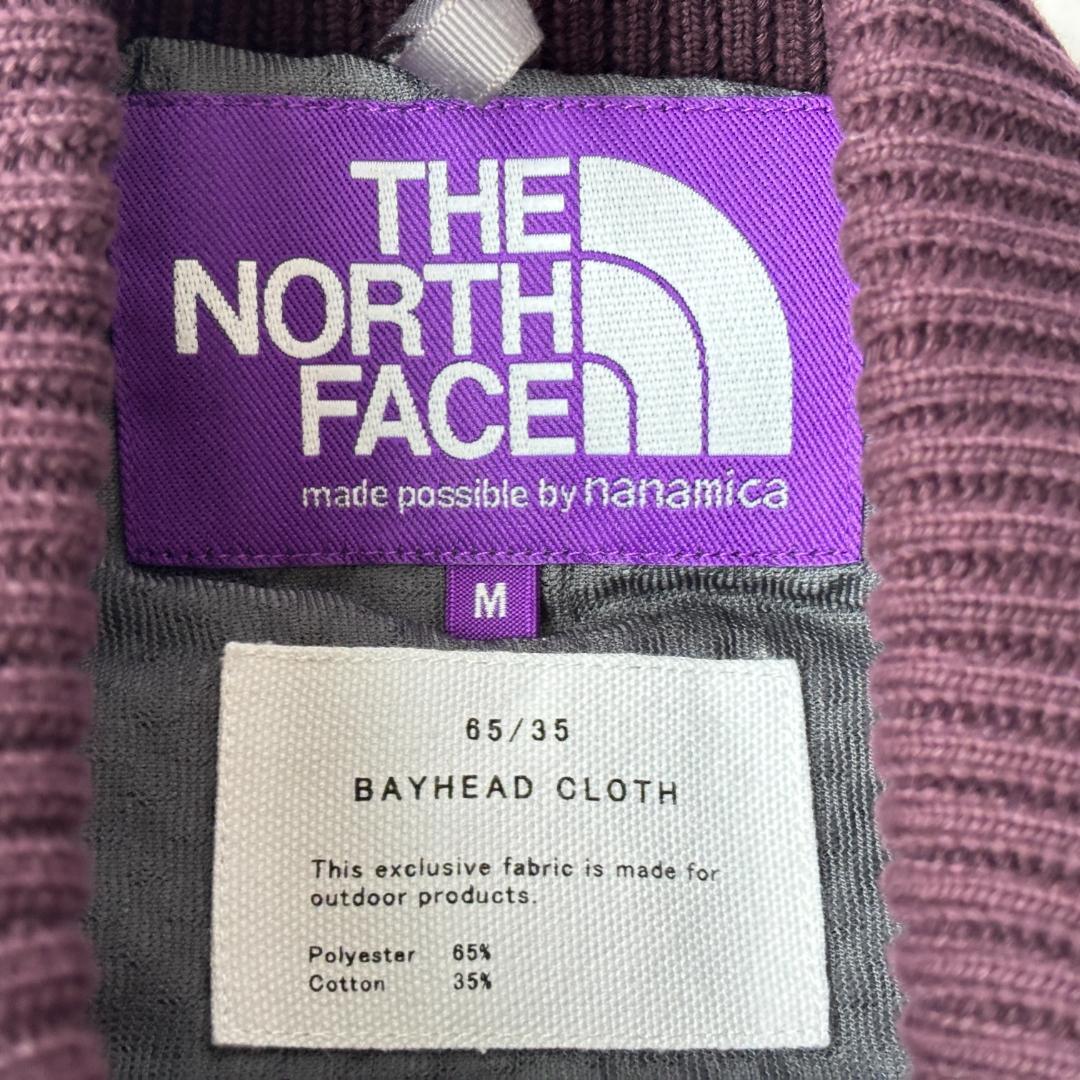 THE
NORTH
FACE
made possible by nanamica
M
65/35
BAYHEAD CLOTH
This exclusive fabric is made for
outdoor products.
Polyester 65%
Cotton 35%